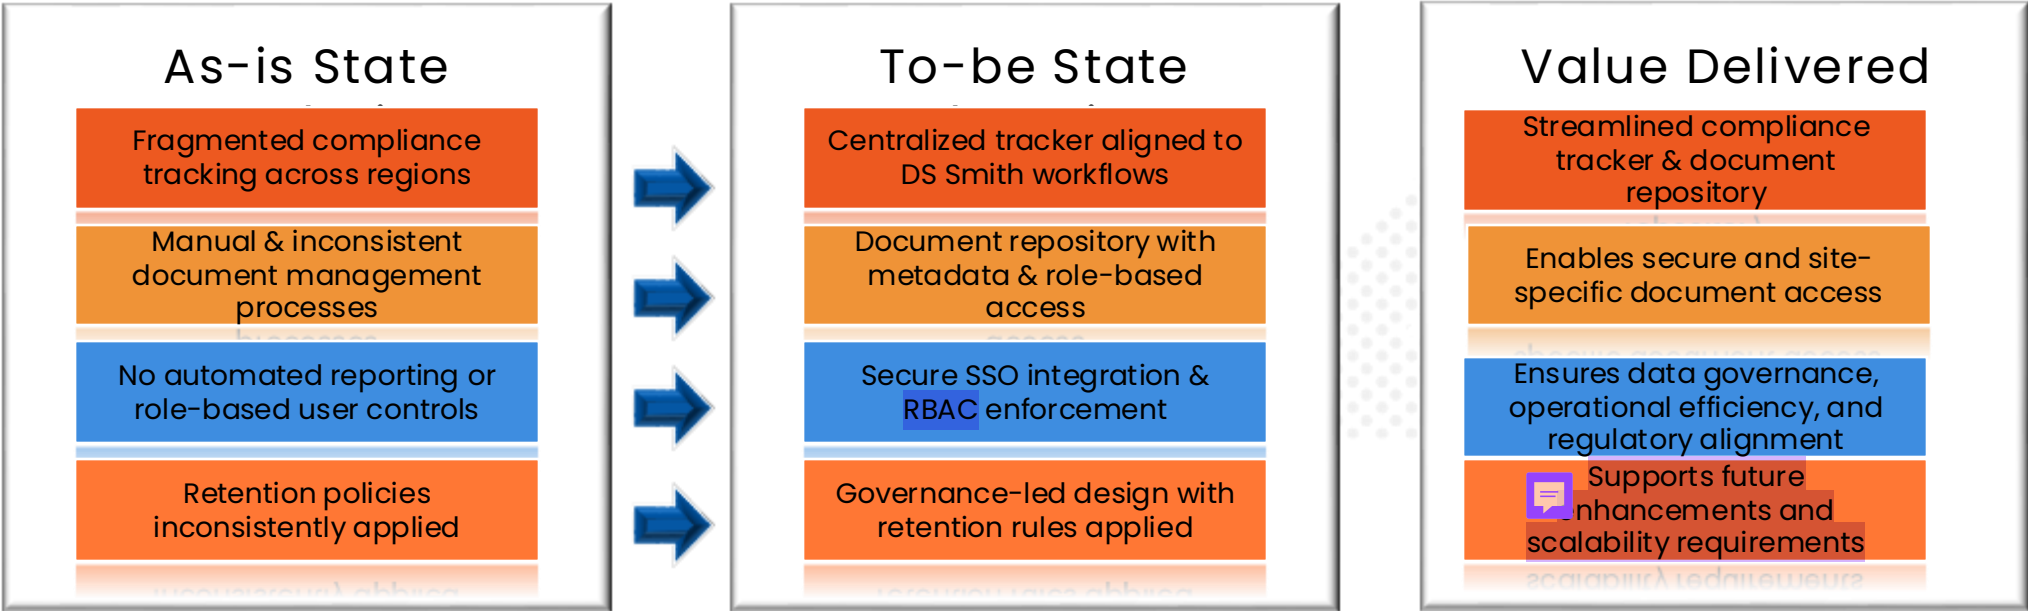 As-is State
Fragmented compliance
tracking across regions
Manual & inconsistent
document management
processes
No automated reporting or
role-based user controls
Retention policies
inconsistently applied
To-be State
Centralized tracker aligned to
DS Smith workflows
Document repository with
metadata & role-based
access
Secure SSO integration &
RBAC enforcement
Governance-led design with
retention rules applied
Value Delivered
Streamlined compliance
tracker & document
repository
Enables secure and site-
specific document access
Ensures data governance,
operational efficiency, and
regulatory alignment
Supports future
enhancements and
scalability requirements